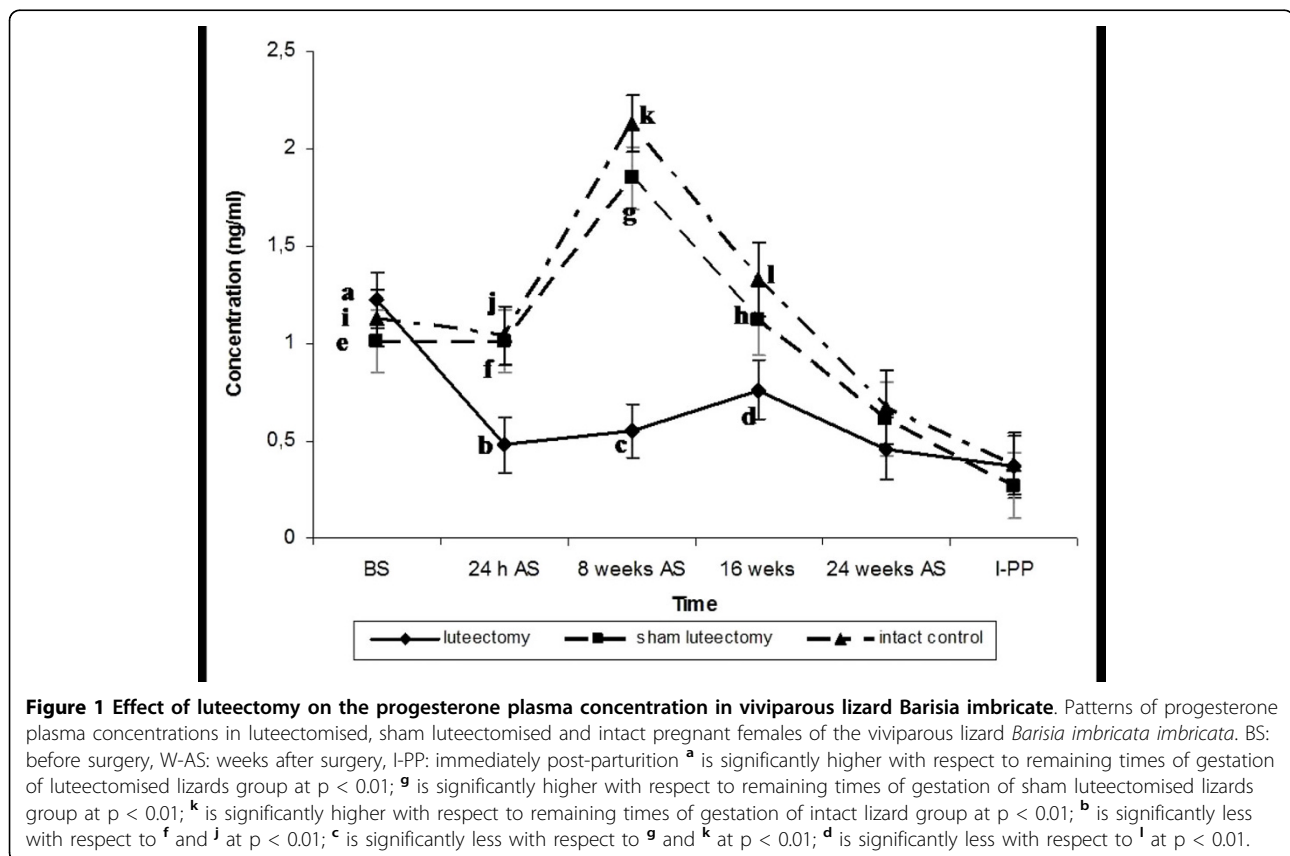 2,5
2
1,5
1
0,5
0
Concentration (ng/ml)
a
i
e
j
f
b
k
g
c
l
h
d
BS 24 h AS 8 weeks AS 16 weks 24 weeks AS I-PP
Time
luteectomy sham luteectomy intact control
Figure 1 Effect of luteectomy on the progesterone plasma concentration in viviparous lizard Barisia imbricate. Patterns of progesterone
plasma concentrations in luteectomised, sham luteectomised and intact pregnant females of the viviparous lizard Barisia imbricata imbricata. BS:
before surgery, W-AS: weeks after surgery, I-PP: immediately post-parturition a is significantly higher with respect to remaining times of gestation
of luteectomised lizards group at p < 0.01; g is significantly higher with respect to remaining times of gestation of sham luteectomised lizards
group at p < 0.01; k is significantly higher with respect to remaining times of gestation of intact lizard group at p < 0.01; b is significantly less
with respect to f and j at p < 0.01; c is significantly less with respect to g and k at p < 0.01; d is significantly less with respect to l at p < 0.01.